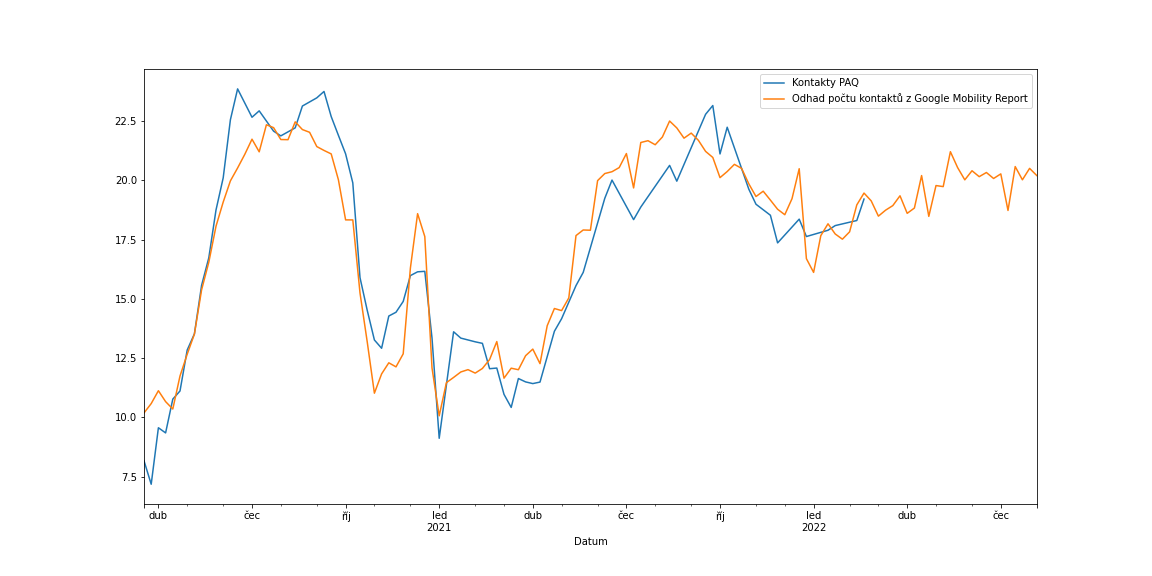 Kontakty PAQ
Odhad počtu kontaktů z Google Mobility Report
22.5
20.0
17.5
15.0
12.5
10.0
7.5
dub čec říj led dub čec říj led dub čec
2021 2022
Datum